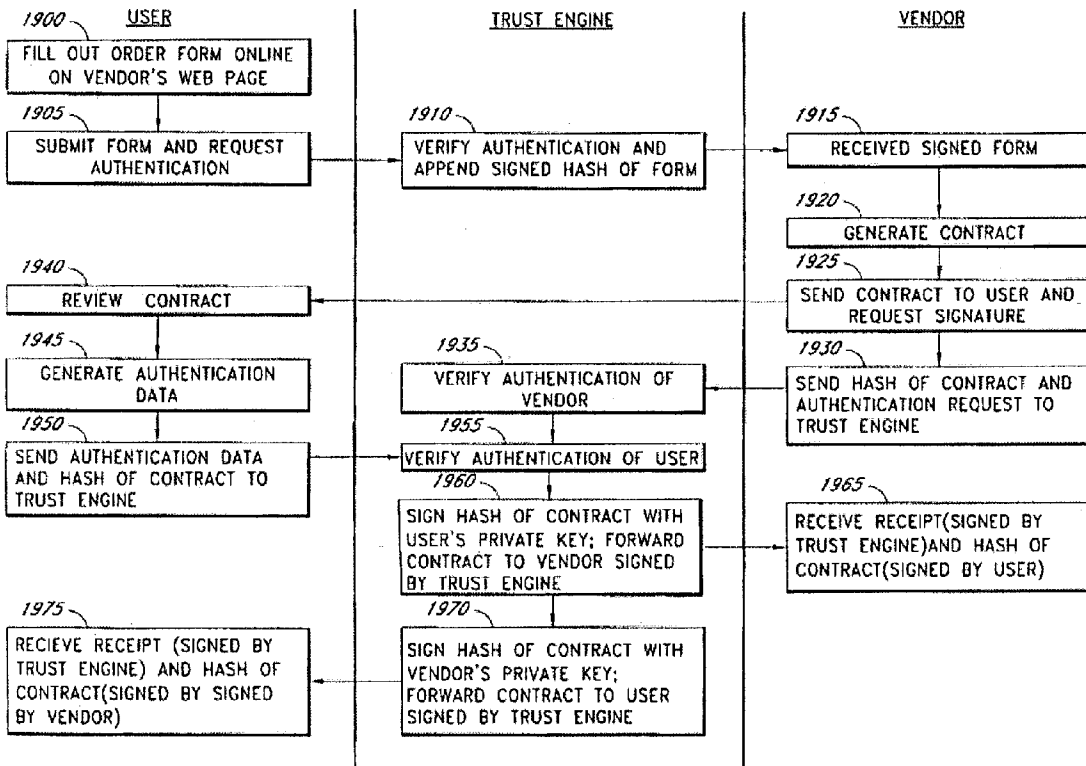 USER
TRUST ENGINE
VENDOR
1900
FILL OUT ORDER FORM ONLINE
ON VENDOR'S WEB PAGE
1905
SUBMIT FORM AND REQUEST
AUTHENTICATION
1910
VERIFY AUTHENTICATION AND
APPEND SIGNED HASH OF FORM
1915
RECEIVED SIGNED FORM
1920
GENERATE CONTRACT
1925
SEND CONTRACT TO USER AND
REQUEST SIGNATURE
1940
REVIEW CONTRACT
1945
GENERATE AUTHENTICATION
DATA
1930
SEND HASH OF CONTRACT AND
AUTHENTICATION REQUEST TO
TRUST ENGINE
1935
VERIFY AUTHENTICATION OF
VENDOR
1950
SEND AUTHENTICATION DATA
AND HASH OF CONTRACT TO
TRUST ENGINE
1955
VERIFY AUTHENTICATION OF USER
1960
SIGN HASH OF CONTRACT WITH
USER'S PRIVATE KEY; FORWARD
CONTRACT TO VENDOR SIGNED
BY TRUST ENGINE
1965
RECEIVE RECEIPT(SIGNED BY
TRUST ENGINE)AND HASH OF
CONTRACT(SIGNED BY USER)
1970
SIGN HASH OF CONTRACT WITH
VENDOR'S PRIVATE KEY;
FORWARD CONTRACT TO USER
SIGNED BY TRUST ENGINE
1975
RECIEVE RECEIPT (SIGNED BY
TRUST ENGINE) AND HASH OF
CONTRACT(SIGNED BY SIGNED
BY VENDOR)